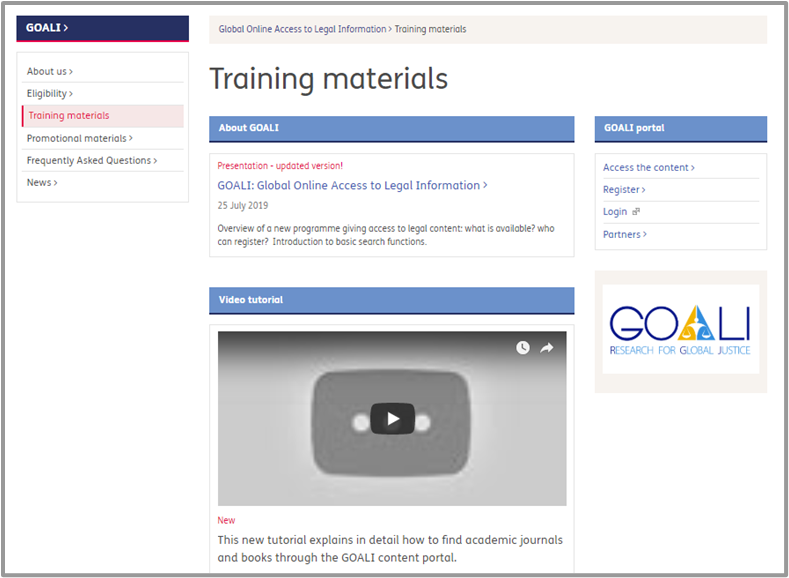 GOALI >
About us >
Eligibility >
Training materials
Promotional materials >
Frequently Asked Questions >
News >
Global Online Access to Legal Information > Training materials
Training materials
About GOALI
Presentation - updated version!
GOALI: Global Online Access to Legal Information >
25 July 2019
Overview of a new programme giving access to legal content: what is available? who
can register? Introduction to basic search functions.
Video tutorial
New
This new tutorial explains in detail how to find academic journals
and books through the GOALI content portal.
GOALI portal
Access the content >
Register >
Login
Partners >
GOALI
RESEARCH FOR GLOBAL JUSTICE